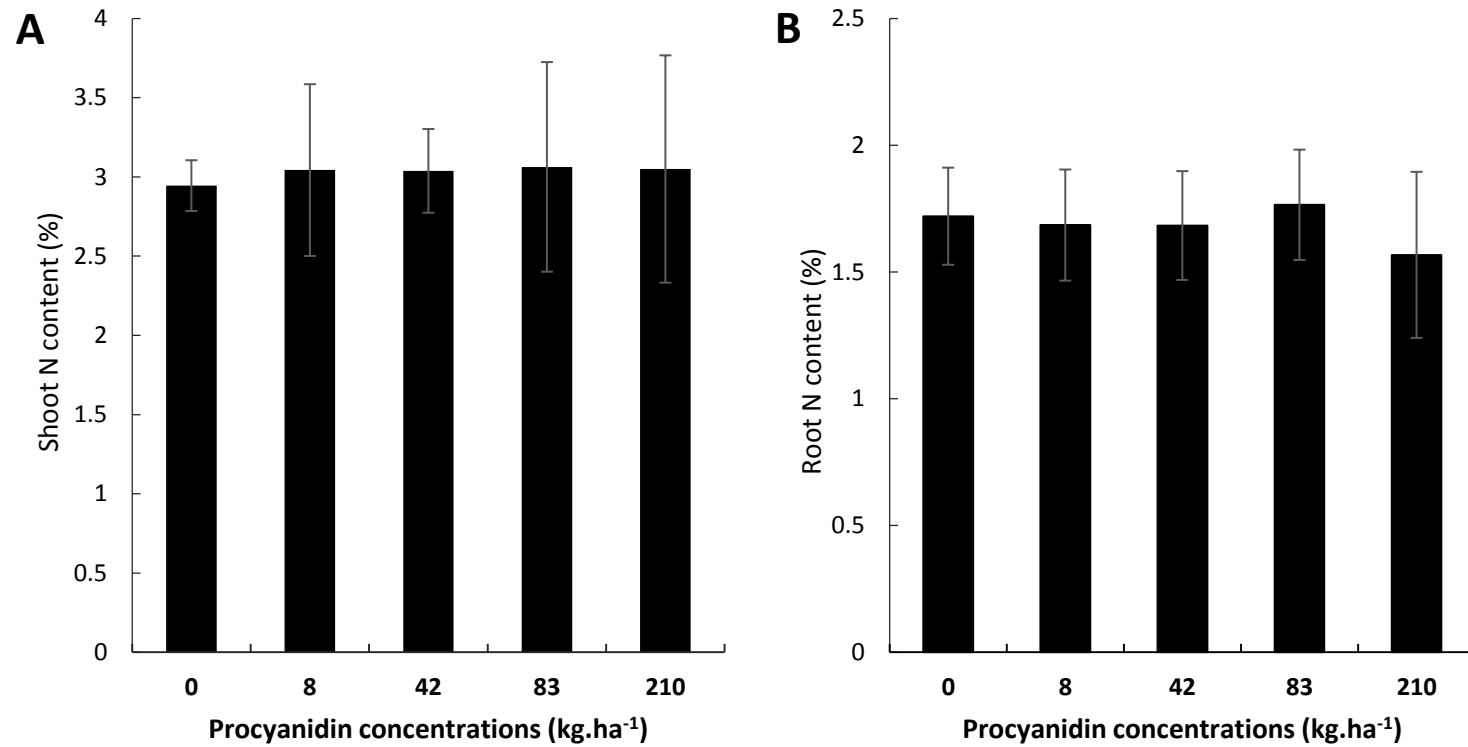 A
4
3.5
3
2.5
2
1.5
1
0.5
0
Shoot N content (%)
0 8 42 83 210
Procyanidin concentrations (kg.ha⁻¹)
B
2.5
2
1.5
1
0.5
0
Root N content (%)
0 8 42 83 210
Procyanidin concentrations (kg.ha⁻¹)